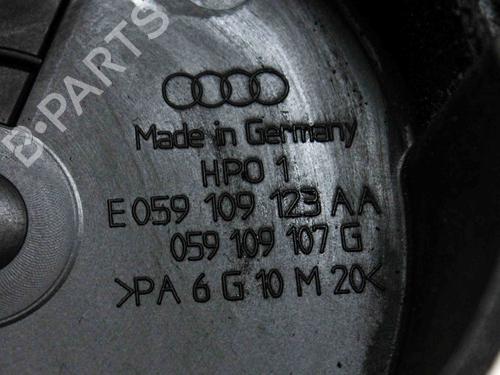 B-PARTS
Made in Germany
HPO 1
E 059 109 123 AA
059 109 107 G
>PA 6 G 10 M 20<